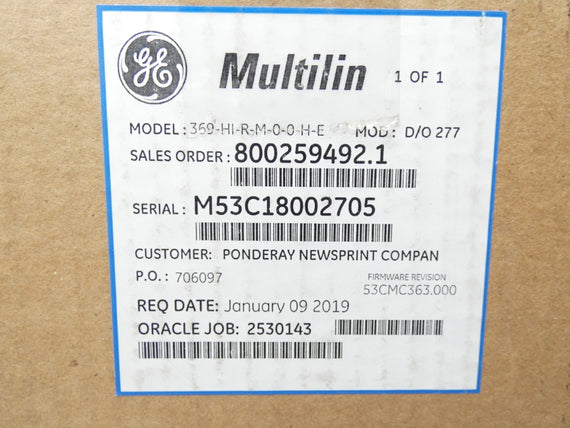 GE Multilin 1 OF 1
MODEL: 369-HI-R-M-0-0-H-E MOD: D/O 277
SALES ORDER: 800259492.1
SERIAL: M53C18002705
CUSTOMER: PONDERAY NEWSPRINT COMPAN
P.O.: 706097 FIRMWARE REVISION
53CMC363.000
REQ DATE: January 09 2019
ORACLE JOB: 2530143